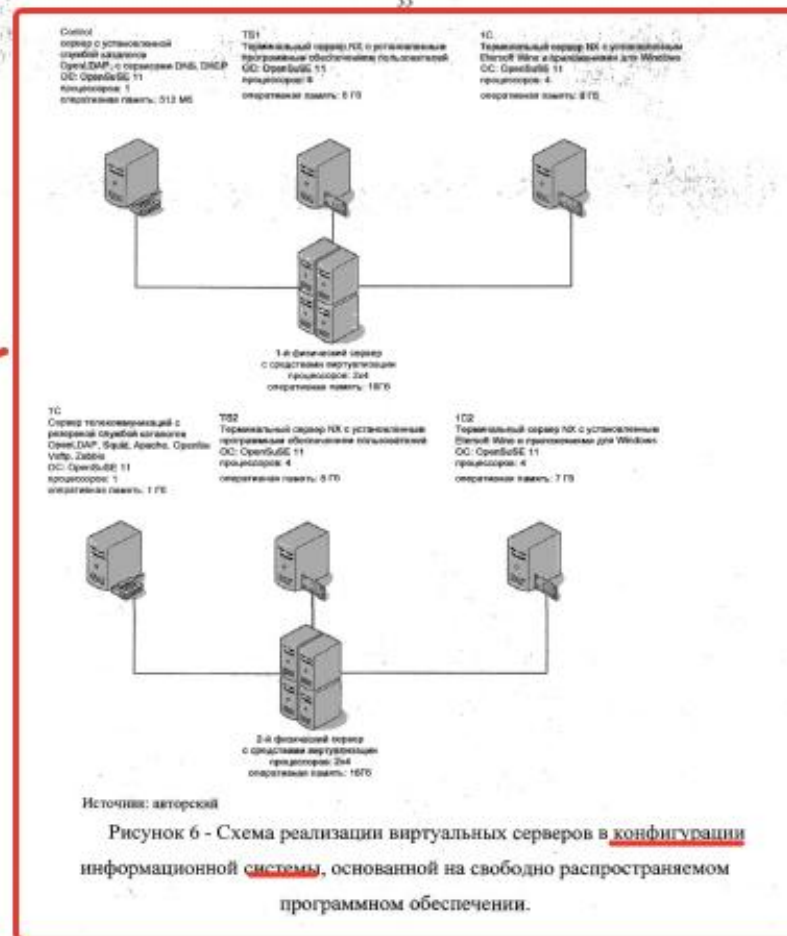 33
Control
сервер с установленной
службой каталогов
OpenLDAP, с сервисами DNS, DHCP
ОС: OpenSuSE 11
процессоров: 1
оперативная память: 512 Мб
TS1
Терминальный сервер NX с установленным
программным обеспечением пользователей
ОС: OpenSuSE 11
процессоров:
оперативная память:
1C
Терминальный сервер NX с установленным
Etersoft Wine и приложениями для Windows
ОС: OpenSuSE 11
процессоров: 4
оперативная память: 8 Гб
1-й физический сервер
с средствами виртуализации
процессоров: 2х4
оперативная память: 16Гб
TC
Сервер телекоммуникаций с
резервной службой каталогов
OpenLDAP, Squid, Apache,
Vsftp, Zabbix
ОС: OpenSuSE 11
процессоров: 1
оперативная память: 1 Гб
TS2
Терминальный сервер NX с установленным
программным обеспечением пользователей
ОС: OpenSuSE 11
процессоров: 4
оперативная память: 8 Гб
1C2
Терминальный сервер NX с установленным
Etersoft Wine и приложениями для Windows
ОС: OpenSuSE 11
процессоров: 4
оперативная память: 7 Гб
2-й физический сервер
с средствами виртуализации
процессоров: 2х4
оперативная память: 16Гб
Источник: авторский
Рисунок 6 - Схема реализации виртуальных серверов в конфигурации
информационной системы, основанной на свободно распространяемом
программном обеспечении.